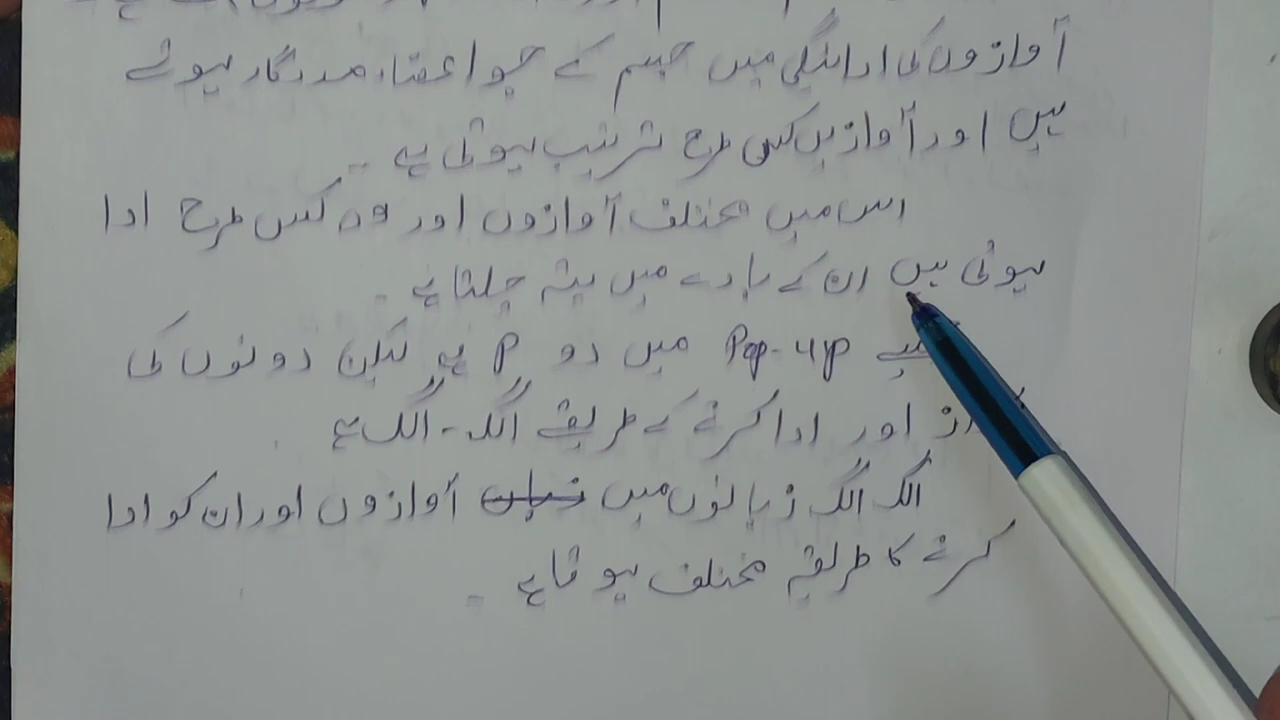 آوازوں کی ادائیگی میں جسم کے جو اعضاء مددگار ہوتے
ہیں اور آوازیں کس طرح ترتیب ہوتی ہے ۔
اس میں مختلف آوازوں اور وہ کس طرح ادا
ہوتی ہیں ان کے بارے میں پتہ چلتا ہے ۔
Pop-up میں دو P ہے لیکن دونوں کی
اور ادا کرنے کے طریقے الگ - الگ ہے
الگ الگ زبانوں میں زبان آوازوں اور ان کو ادا
کرنے کا طریقہ مختلف ہوتا ہے ۔